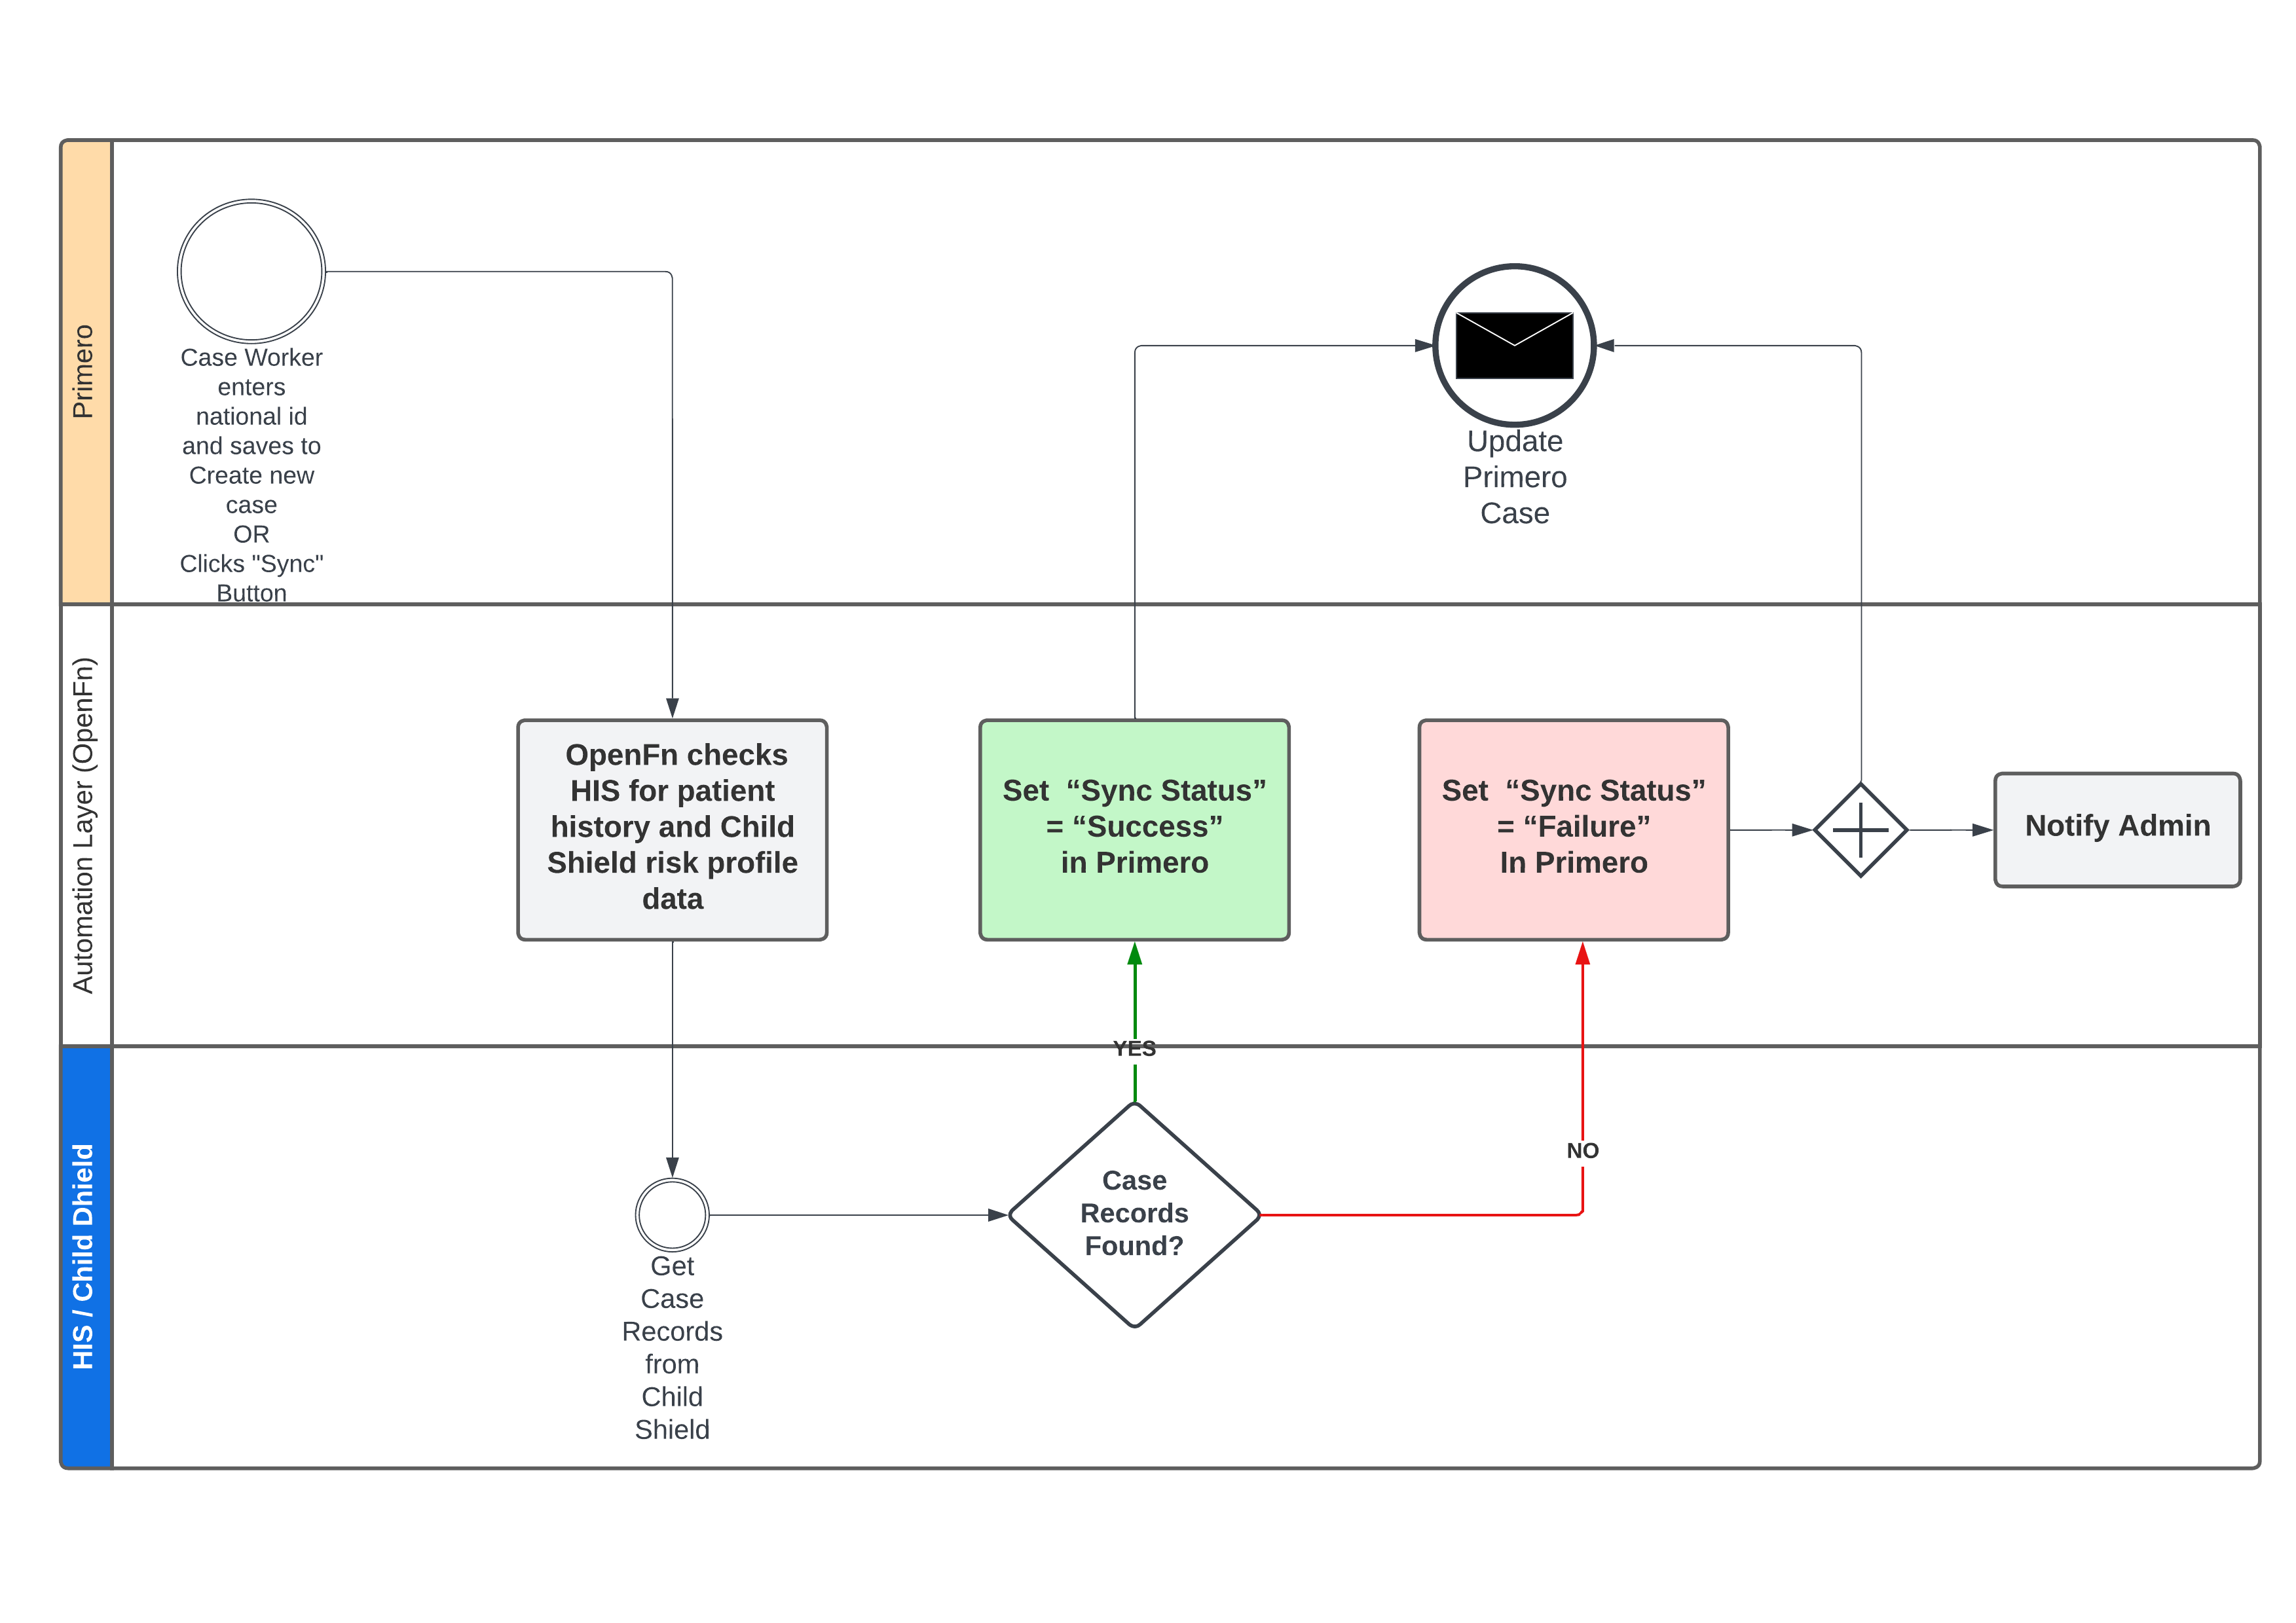 Primero
Case Worker
enters
national id
and saves to
Create new
case
OR
Clicks "Sync"
Button
Update
Primero
Case
Automation Layer (OpenFn)
OpenFn checks
HIS for patient
history and Child
Shield risk profile
data
Set “Sync Status”
= “Success”
in Primero
Set “Sync Status”
= “Failure”
In Primero
Notify Admin
HIS / Child Dhield
YES
NO
Case
Records
Found?
Get
Case
Records
from
Child
Shield